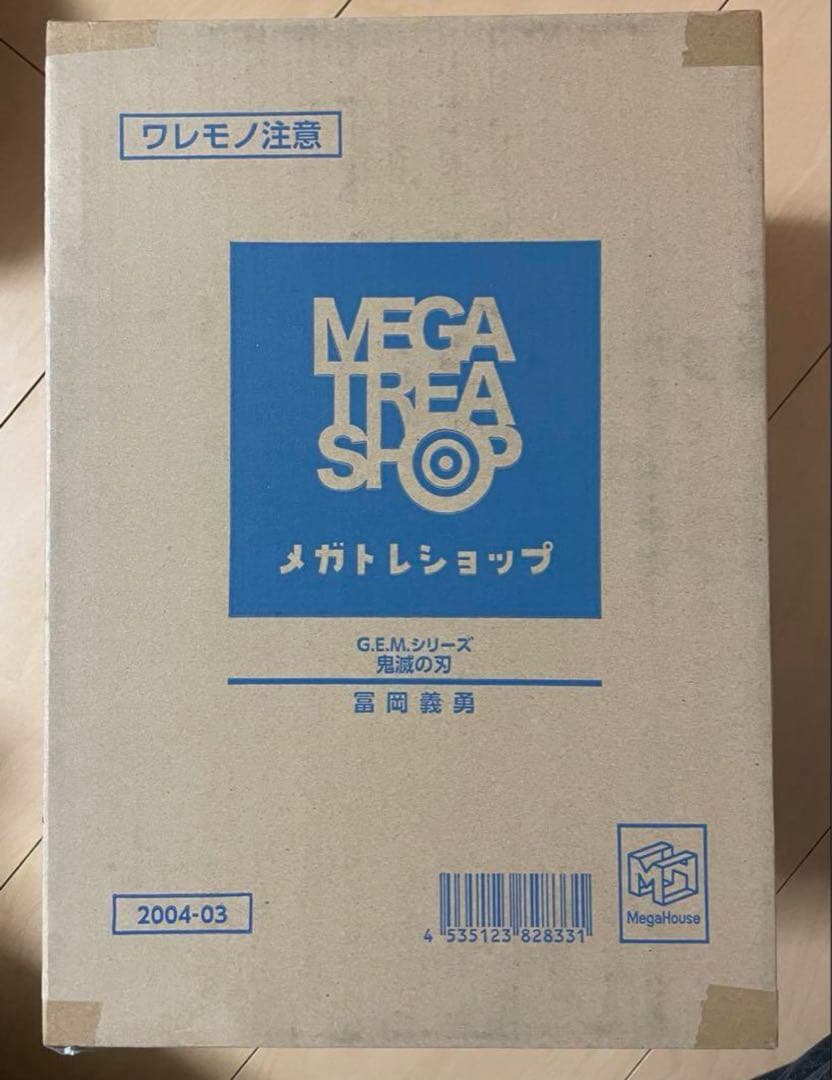 ワレモノ注意
MEGA
TREA
SHOP
メガトレショップ
G.E.M.シリーズ
鬼滅の刃
冨岡義勇
2004-03
4 535123 828331
MegaHouse